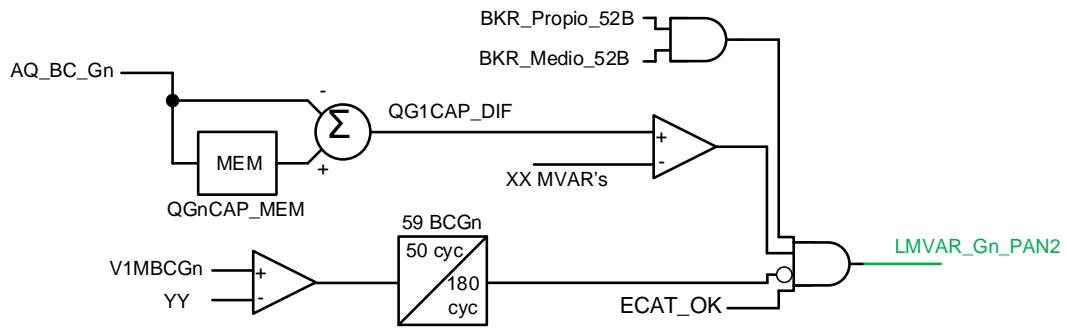 BKR_Propio_52B
BKR_Medio_52B
AQ_BC_Gn
-
Σ
+
QG1CAP_DIF
MEM
QGnCAP_MEM
+
-
XX MVAR's
59 BCGn
50 cyc
180
cyc
V1MBCGn
YY
+
-
ECAT_OK
LMVAR_Gn_PAN2